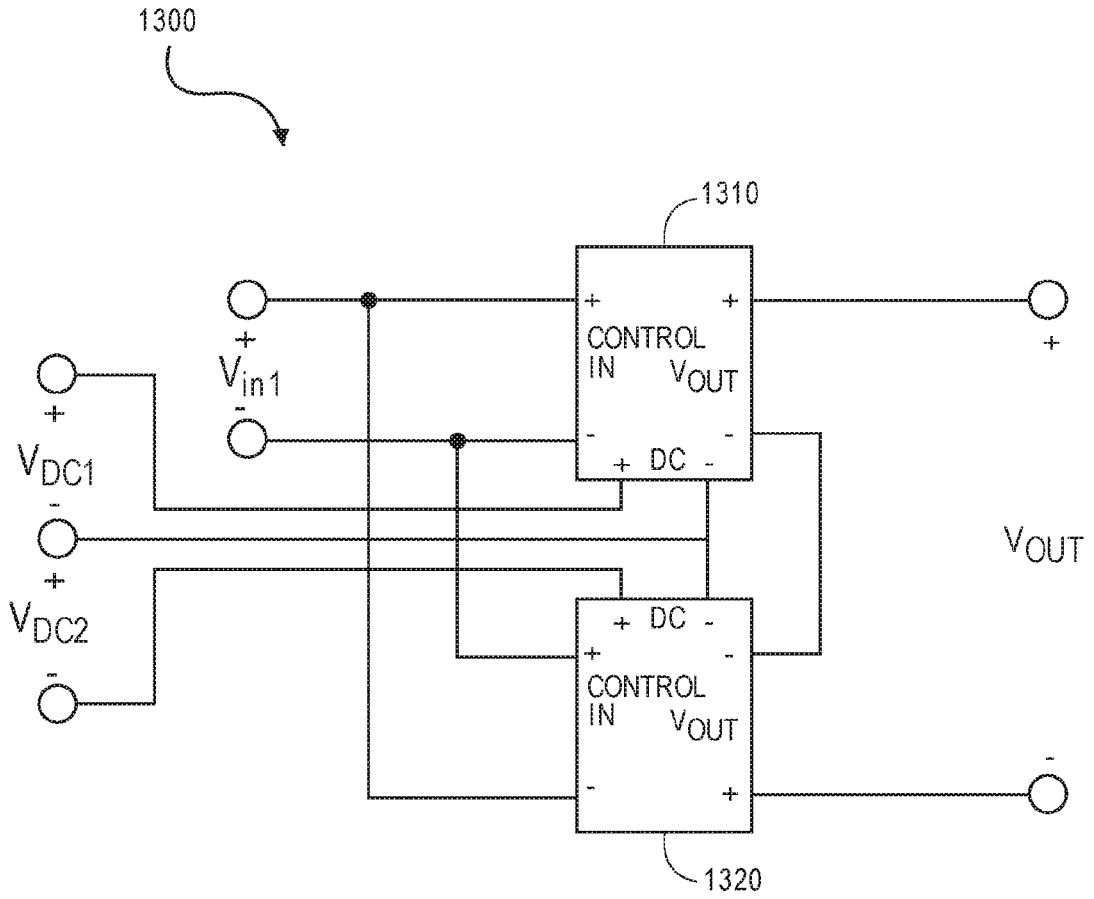 1300
1310
+ +
+
Vin1
-
CONTROL
IN VOUT
+
+
VDC1
-
- -
+ DC -
+
VDC2
-
VOUT
+ DC -
+ -
CONTROL
IN VOUT
- +
-
1320